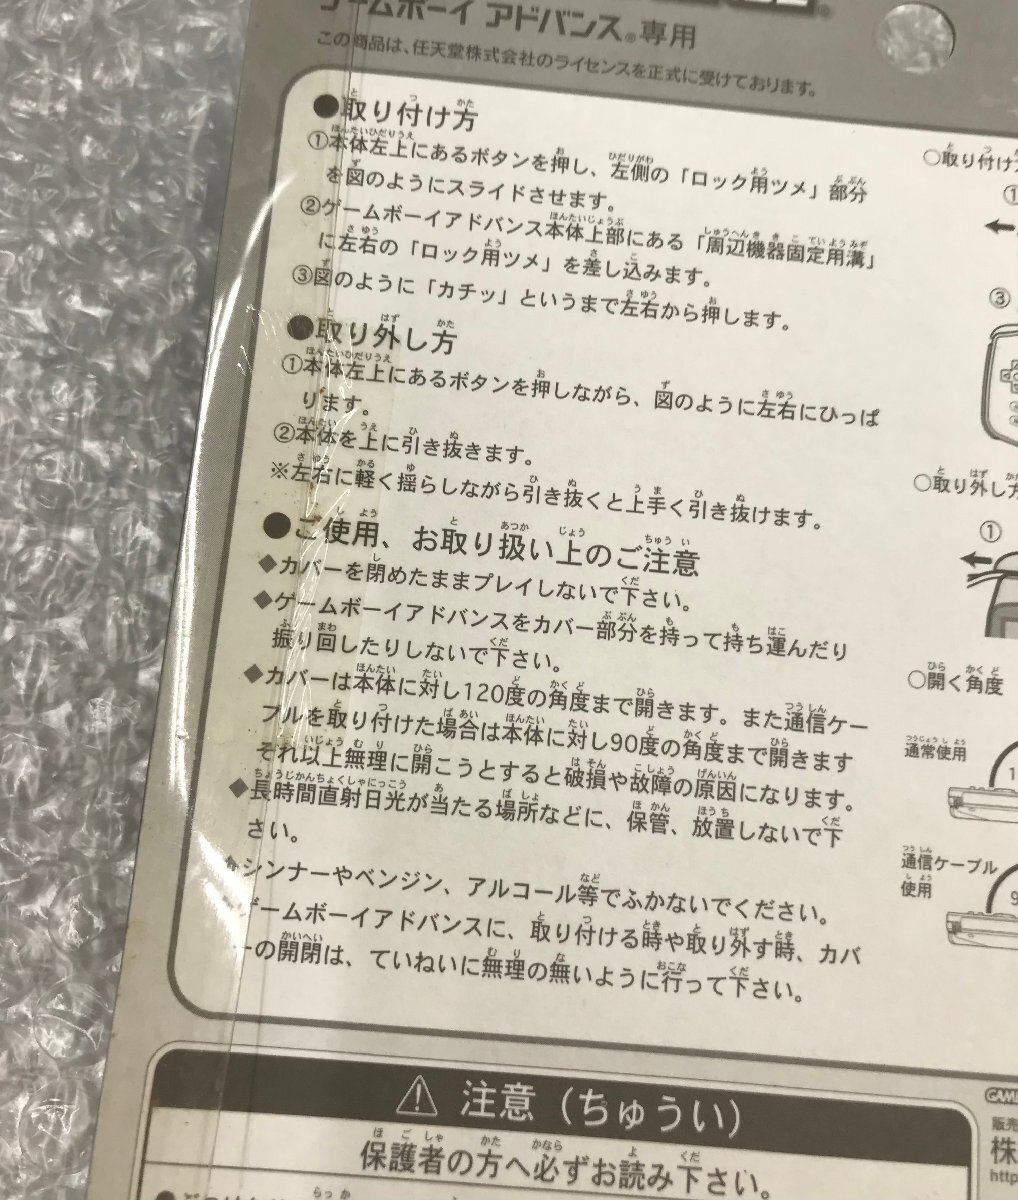 ゲームボーイ アドバンス®専用
この商品は、任天堂株式会社のライセンスを正式に受けております。
●取り付け方
①本体左上にあるボタンを押し、左側の「ロック用ツメ」部分
を図のようにスライドさせます。
②ゲームボーイアドバンス本体上部にある「周辺機器固定用溝」
に左右の「ロック用ツメ」を差し込みます。
③図のように「カチッ」というまで左右から押します。
●取り外し方
①本体左上にあるボタンを押しながら、図のように左右にひっぱ
ります。
②本体を上に引き抜きます。
※左右に軽く揺らしながら引き抜くと上手く引き抜けます。
●ご使用、お取り扱い上のご注意
◆カバーを閉めたままプレイしないで下さい。
◆ゲームボーイアドバンスをカバー部分を持って持ち運んだり
振り回したりしないで下さい。
◆カバーは本体に対し120度の角度まで開きます。また通信ケー
ブルを取り付けた場合は本体に対し90度の角度まで開きます
それ以上無理に開こうとすると破損や故障の原因になります。
◆長時間直射日光が当たる場所などに、保管、放置しないで下
さい。
◆シンナーやベンジン、アルコール等でふかないでください。
ゲームボーイアドバンスに、取り付ける時や取り外す時、カバ
ーの開閉は、ていねいに無理の無いように行って下さい。
○取り付け
①
③
○取り外し方
①
○開く角度
通常使用
通信ケーブル
使用
⚠ 注意（ちゅうい）
保護者の方へ必ずお読み下さい。
販売
株
http